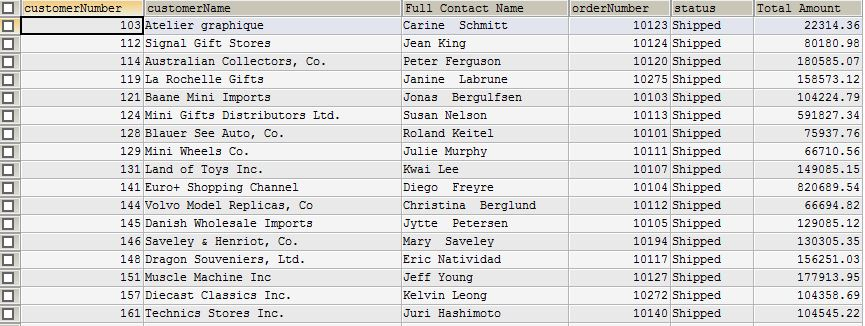 customerNumber customerName Full Contact Name orderNumber status Total Amount
103 Atelier graphique Carine  Schmitt 10123 Shipped 22314.36
112 Signal Gift Stores Jean King 10124 Shipped 80180.98
114 Australian Collectors, Co. Peter Ferguson 10120 Shipped 180585.07
119 La Rochelle Gifts Janine  Labrune 10275 Shipped 158573.12
121 Baane Mini Imports Jonas  Bergulfsen 10103 Shipped 104224.79
124 Mini Gifts Distributors Ltd. Susan Nelson 10113 Shipped 591827.34
128 Blauer See Auto, Co. Roland Keitel 10101 Shipped 75937.76
129 Mini Wheels Co. Julie Murphy 10111 Shipped 66710.56
131 Land of Toys Inc. Kwai Lee 10107 Shipped 149085.15
141 Euro+ Shopping Channel Diego  Freyre 10104 Shipped 820689.54
144 Volvo Model Replicas, Co Christina  Berglund 10112 Shipped 66694.82
145 Danish Wholesale Imports Jytte  Petersen 10105 Shipped 129085.12
146 Saveley & Henriot, Co. Mary  Saveley 10194 Shipped 130305.35
148 Dragon Souveniers, Ltd. Eric Natividad 10117 Shipped 156251.03
151 Muscle Machine Inc Jeff Young 10127 Shipped 177913.95
157 Diecast Classics Inc. Kelvin Leong 10272 Shipped 104358.69
161 Technics Stores Inc. Juri Hashimoto 10140 Shipped 104545.22